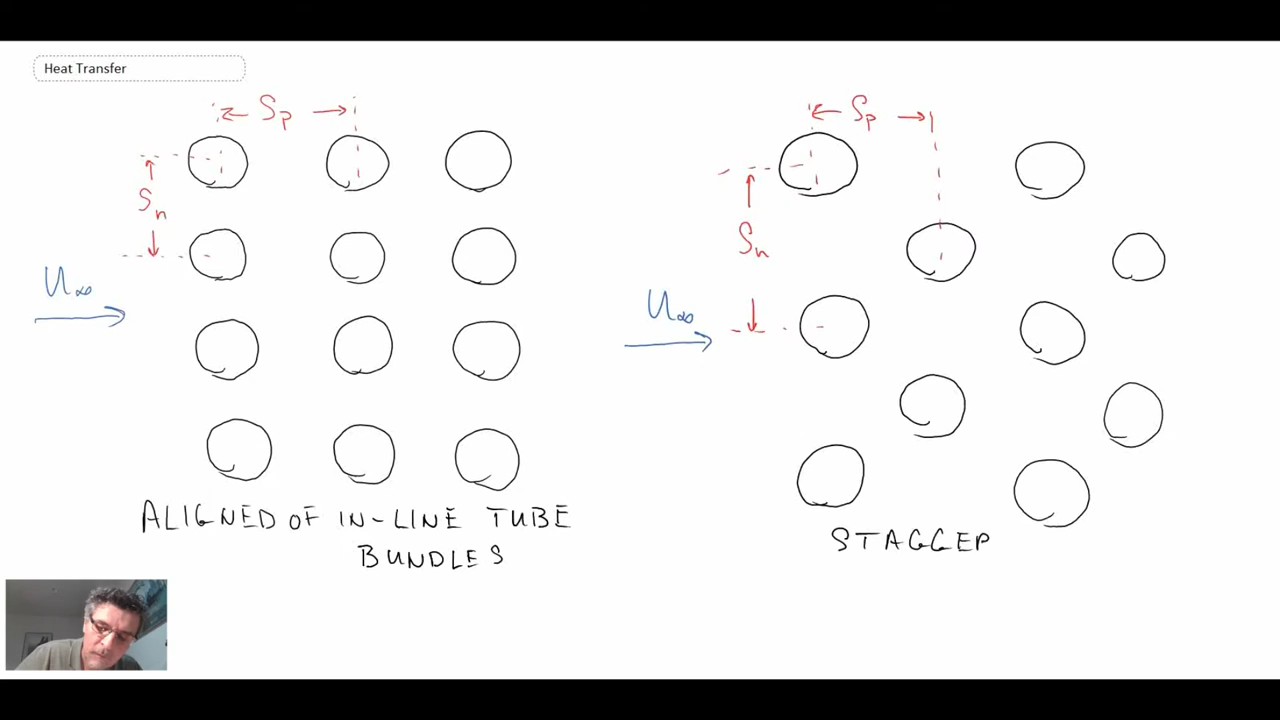 Heat Transfer
Sp
Sn
U∞
ALIGNED OF IN-LINE TUBE
BUNDLES
Sp
Sn
U∞
STAGGEP